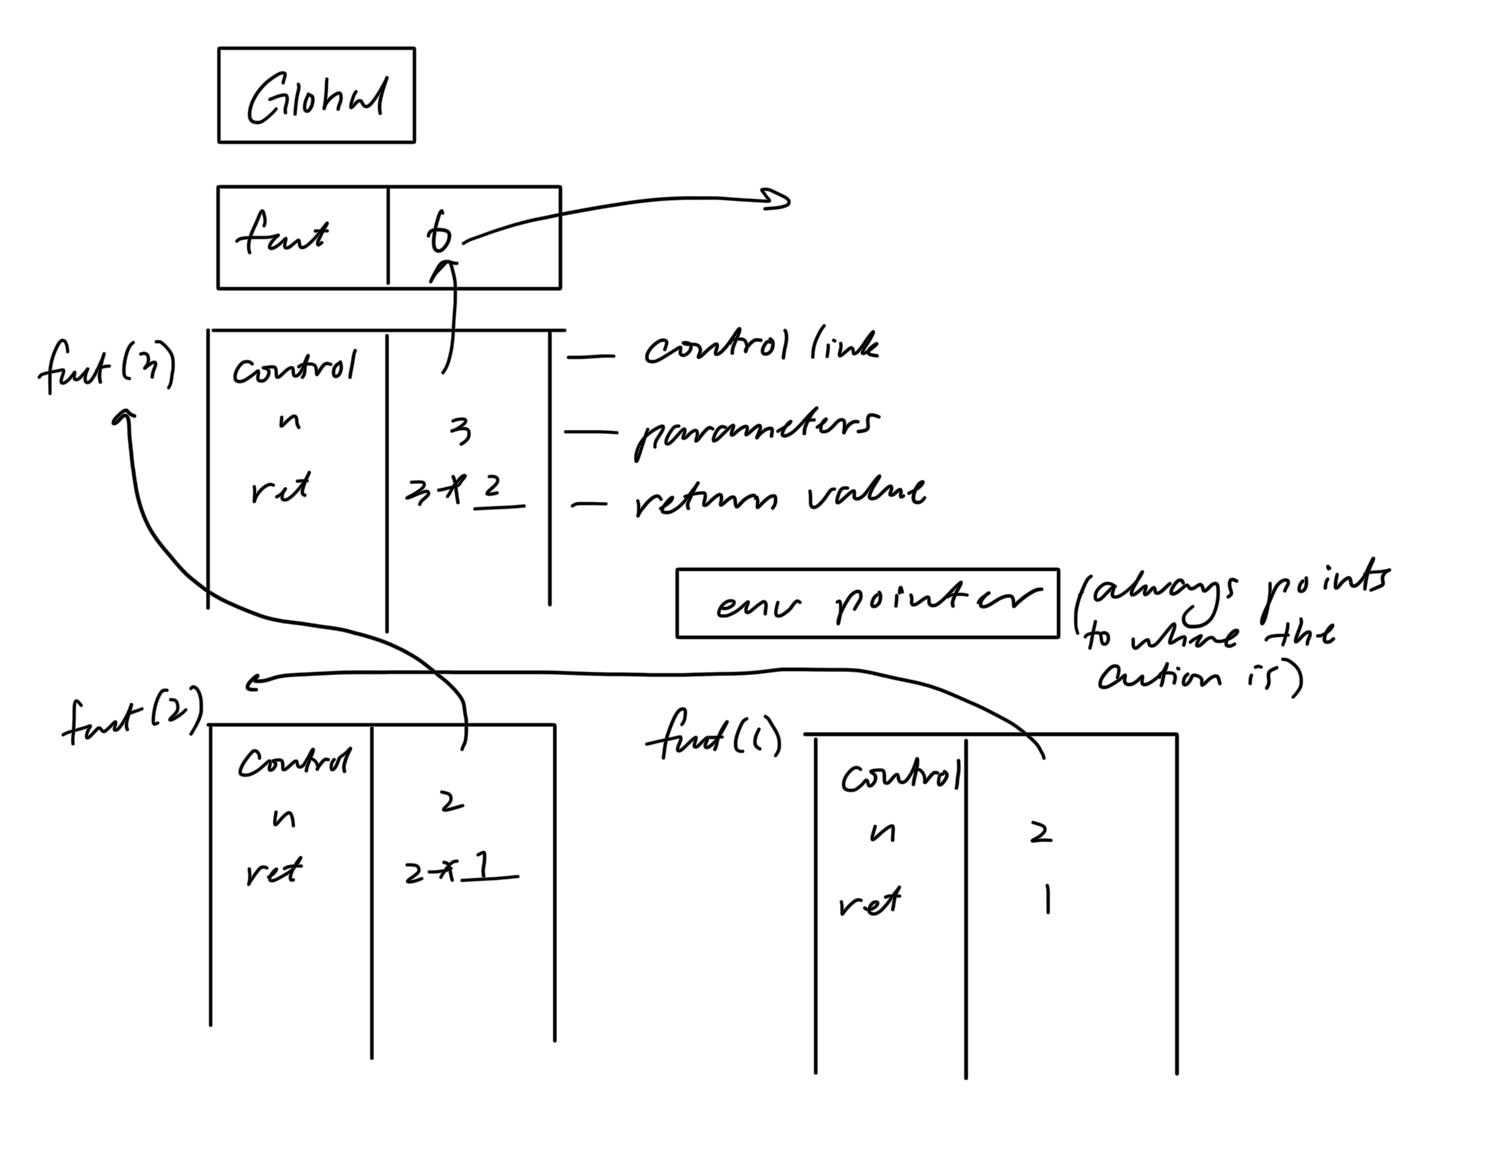 Global
fact 6
fact(3)
control
— control link
n 3
— parameters
ret 3 * 2
— return value
env pointer
(always points
to where the
action is)
fact(2)
control
n 2
ret 2 * 1
fact(1)
control
n 2
ret 1